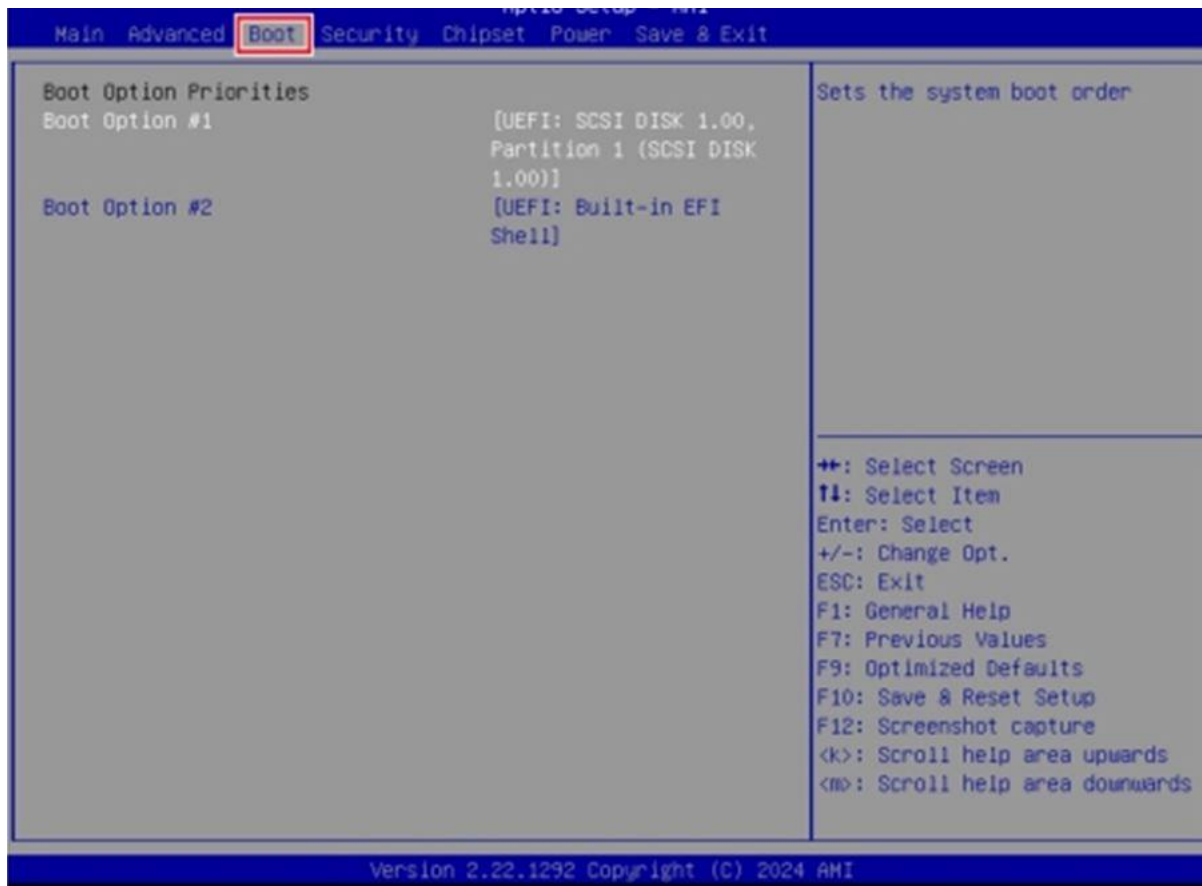 Aptio Setup - AMI
Main Advanced Boot Security Chipset Power Save & Exit
Boot Option Priorities
Boot Option #1 [UEFI: SCSI DISK 1.00,
Partition 1 (SCSI DISK
1.00)]
Boot Option #2 [UEFI: Built-in EFI
Shell]
Sets the system boot order
→←: Select Screen
↑↓: Select Item
Enter: Select
+/-: Change Opt.
ESC: Exit
F1: General Help
F7: Previous Values
F9: Optimized Defaults
F10: Save & Reset Setup
F12: Screenshot capture
<k>: Scroll help area upwards
<m>: Scroll help area downwards
Version 2.22.1292 Copyright (C) 2024 AMI